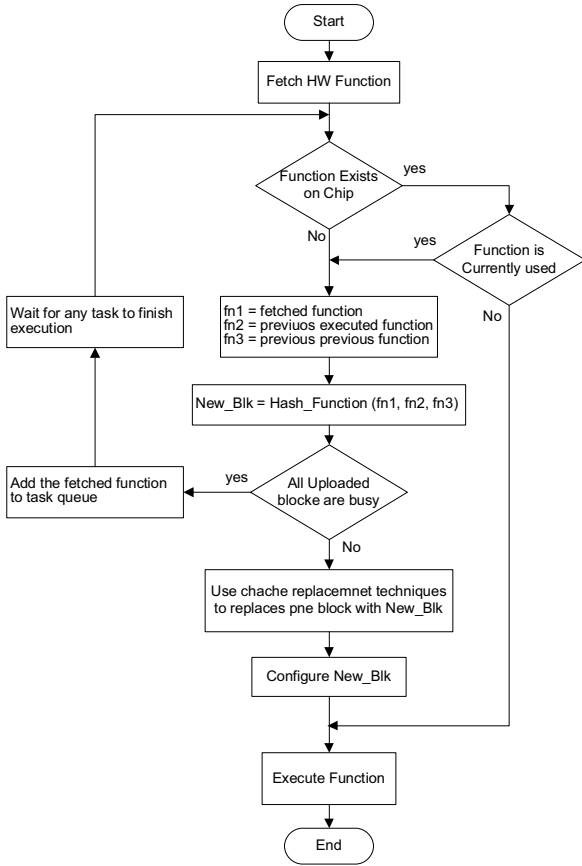 Start
Fetch HW Function
Function Exists
on Chip
yes
No
yes
Function is
Currently used
No
fn1 = fetched function
fn2 = previuos executed function
fn3 = previous previous function
Wait for any task to finish
execution
New_Blk = Hash_Function (fn1, fn2, fn3)
All Uploaded
blocke are busy
yes
No
Add the fetched function
to task queue
Use chache replacemnet techniques
to replaces pne block with New_Blk
Configure New_Blk
Execute Function
End